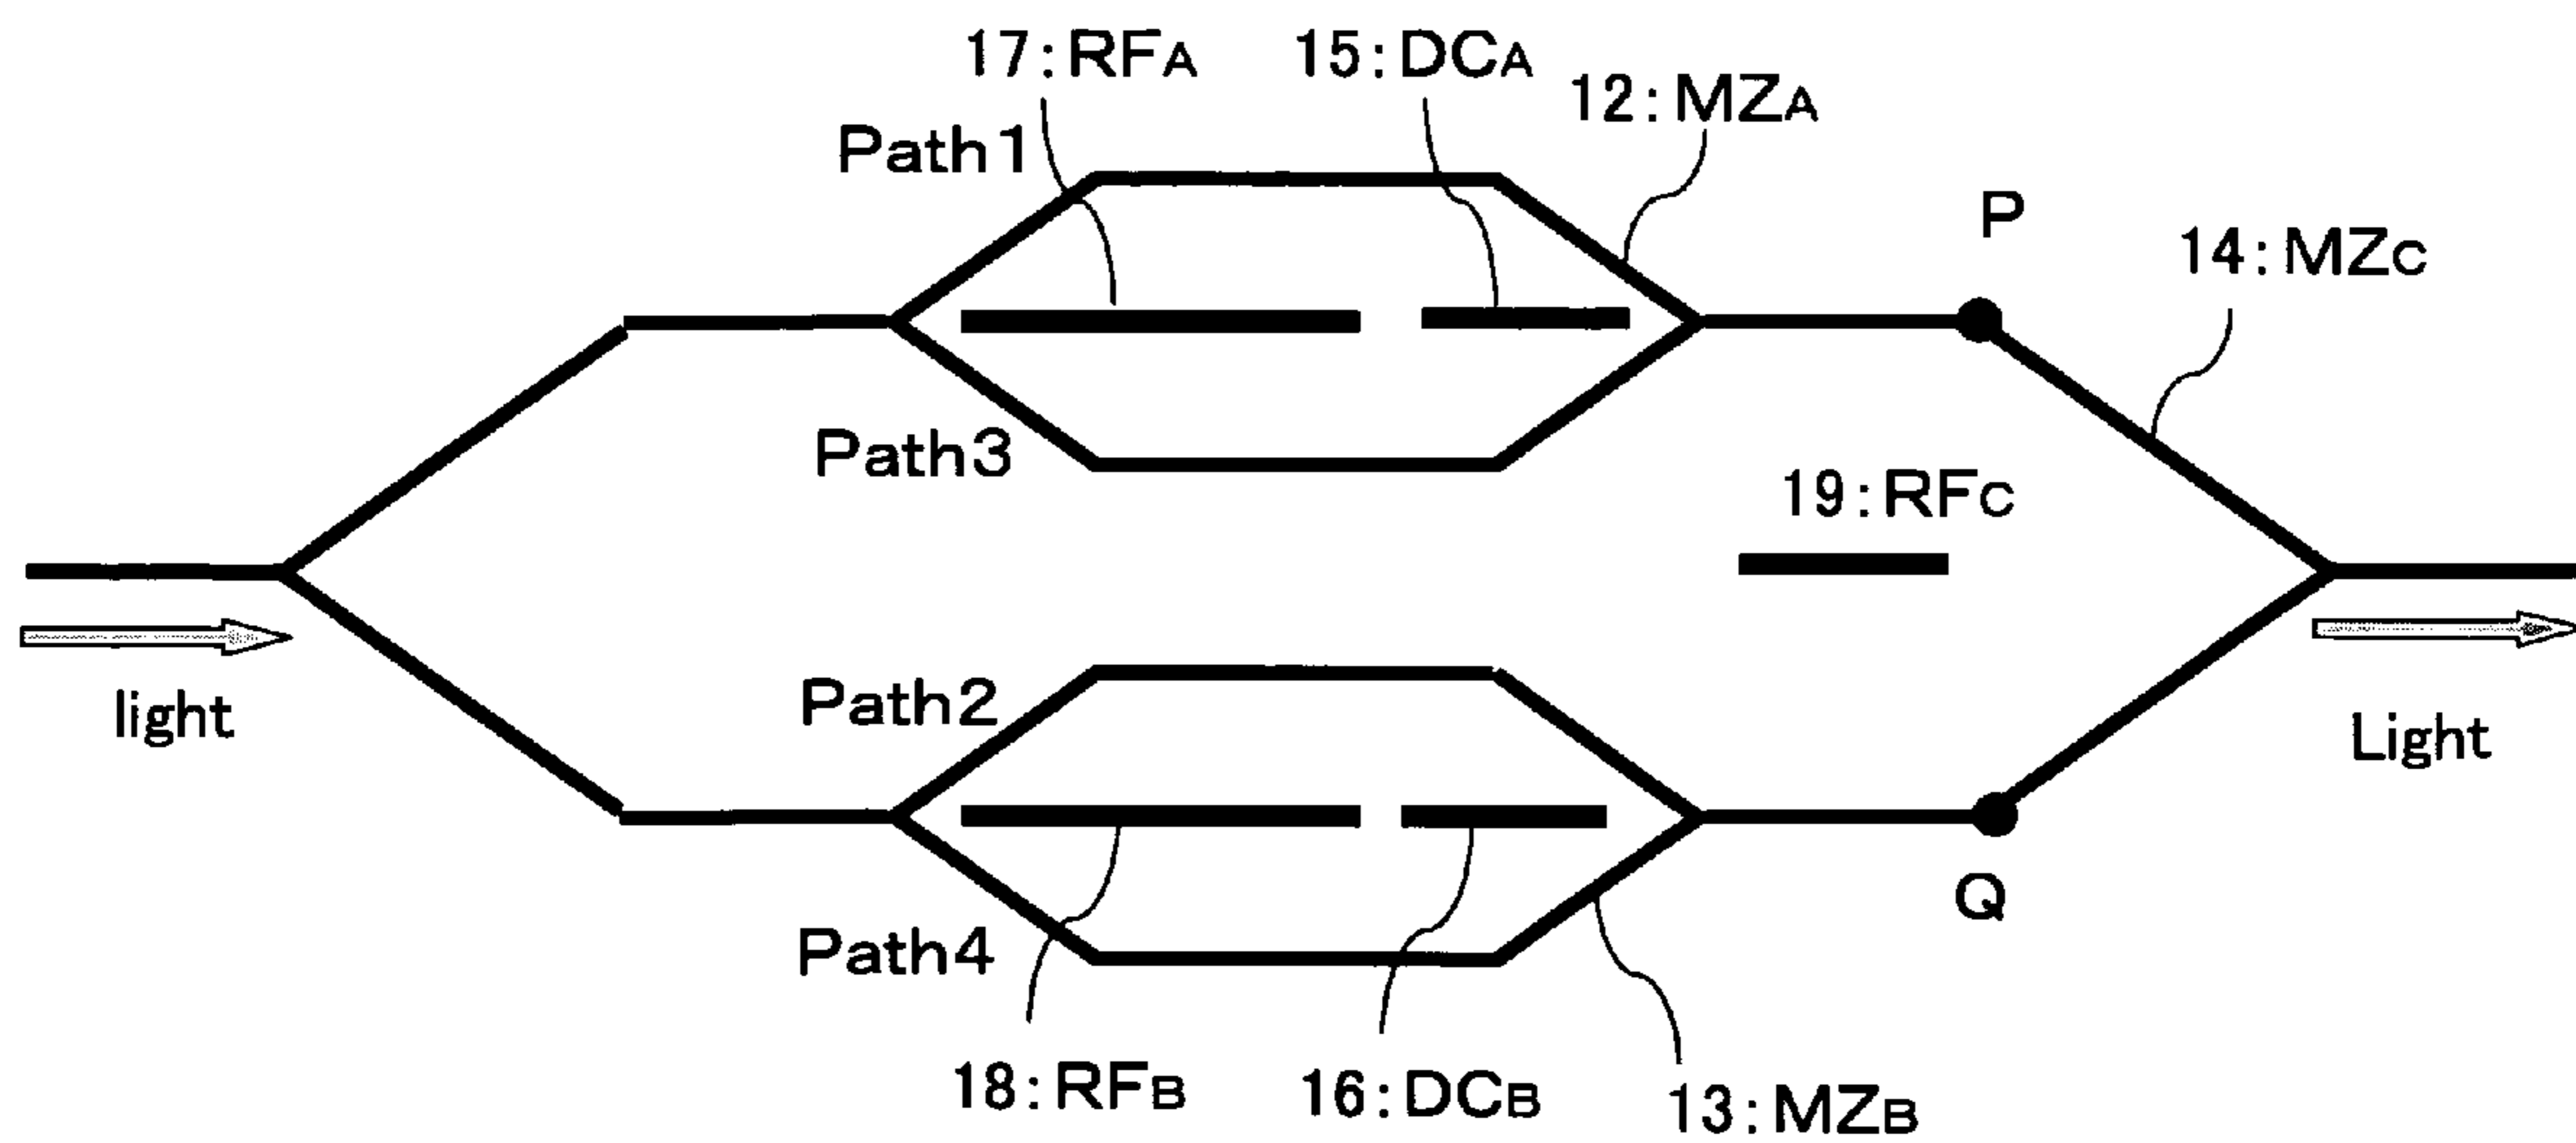 17:RFA
15:DCA
12:MZA
Path1
P
14:MZC
Path3
19:RFC
light
Path2
Light
Path4
Q
18:RFB
16:DCB
13:MZB